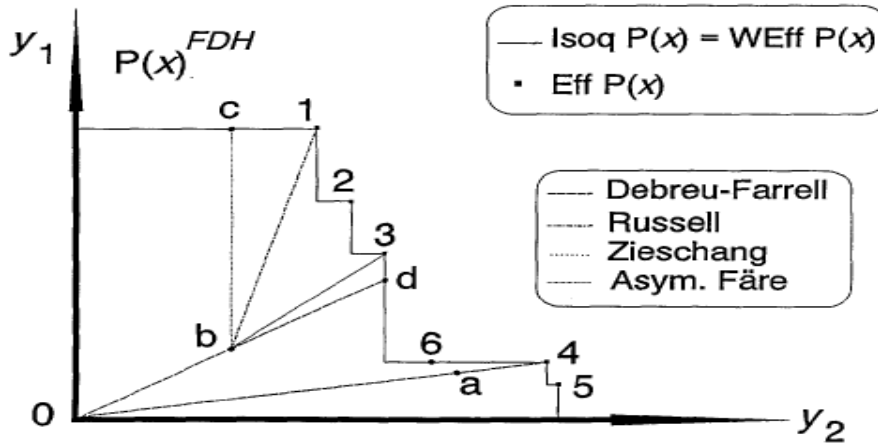 y1
P(x)FDH
Isoq P(x) = WEff P(x)
Eff P(x)
c
1
2
3
d
b
6
4
a
5
0
y2
Debreu-Farrell
Russell
Zieschang
Asym. Färe